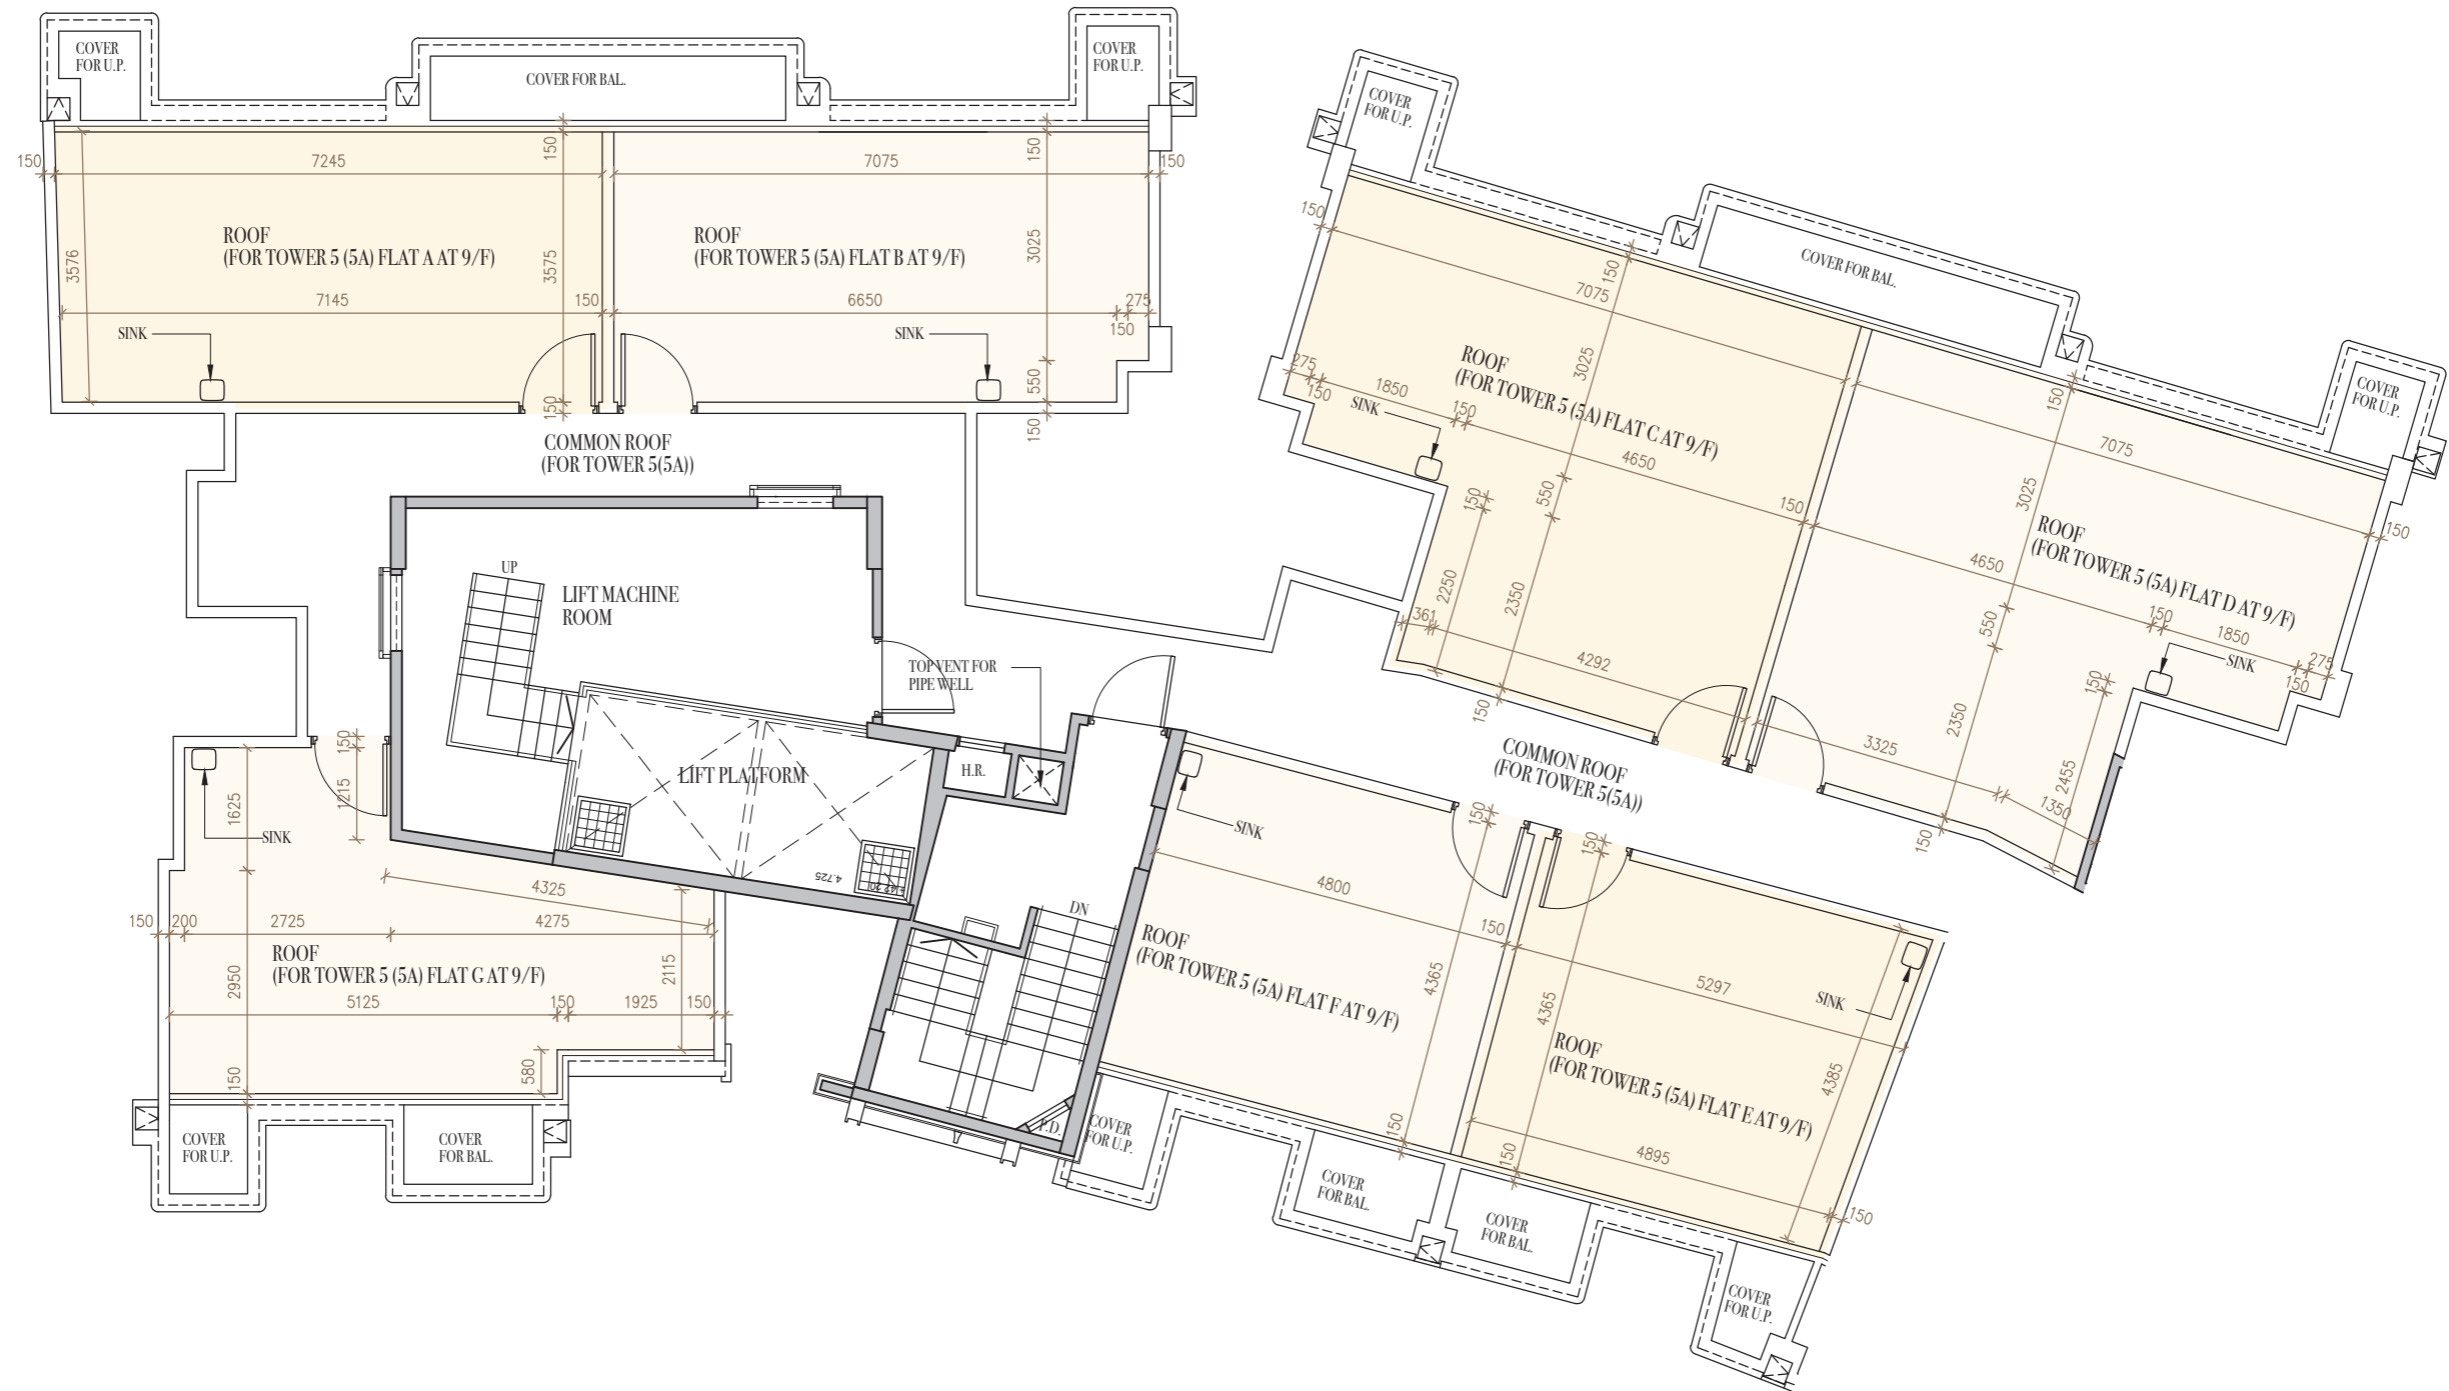 COVER
FOR U.P.
COVER FOR BAL.
COVER
FOR U.P.
150
7245
150
3576
3575
ROOF
(FOR TOWER 5 (5A) FLAT A AT 9/F)
7145
150
150
SINK
7075
150
150
3025
ROOF
(FOR TOWER 5 (5A) FLAT B AT 9/F)
6650
275
150
550
150
SINK
COMMON ROOF
(FOR TOWER 5(5A))
COVER
FOR U.P.
COVER FOR BAL.
COVER
FOR U.P.
150
150
7075
3025
ROOF
(FOR TOWER 5 (5A) FLAT C AT 9/F)
275
150
1850
150
SINK
4650
150
550
150
2250
2350
361
4292
150
150
7075
150
3025
ROOF
(FOR TOWER 5 (5A) FLAT D AT 9/F)
4650
150
1850
275
150
SINK
550
150
2350
2455
3325
1350
150
UP
LIFT MACHINE
ROOM
TOP VENT FOR
PIPE WELL
LIFT PLATFORM
H.R.
4.725
DN
P.D.
COMMON ROOF
(FOR TOWER 5(5A))
150
1215
1625
SINK
4325
150
200
2725
4275
ROOF
(FOR TOWER 5 (5A) FLAT G AT 9/F)
2950
2115
5125
150
1925
150
580
150
COVER
FOR U.P.
COVER
FOR BAL.
SINK
150
4800
150
ROOF
(FOR TOWER 5 (5A) FLAT F AT 9/F)
4365
150
COVER
FOR U.P.
COVER
FOR BAL.
150
5297
SINK
4365
ROOF
(FOR TOWER 5 (5A) FLAT E AT 9/F)
4385
4895
150
150
COVER
FOR BAL.
COVER
FOR U.P.